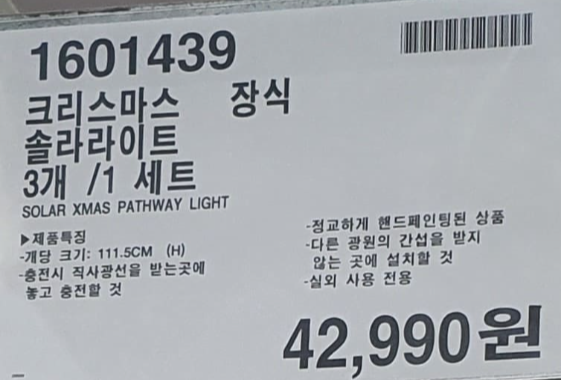 1601439
크리스마스 장식
솔라라이트
3개 /1 세트
SOLAR XMAS PATHWAY LIGHT
▶제품특징
-개당 크기: 111.5CM (H)
-충전시 직사광선을 받는곳에
놓고 충전할 것
-정교하게 핸드페인팅된 상품
-다른 광원의 간섭을 받지
않는 곳에 설치할 것
-실외 사용 전용
42,990원